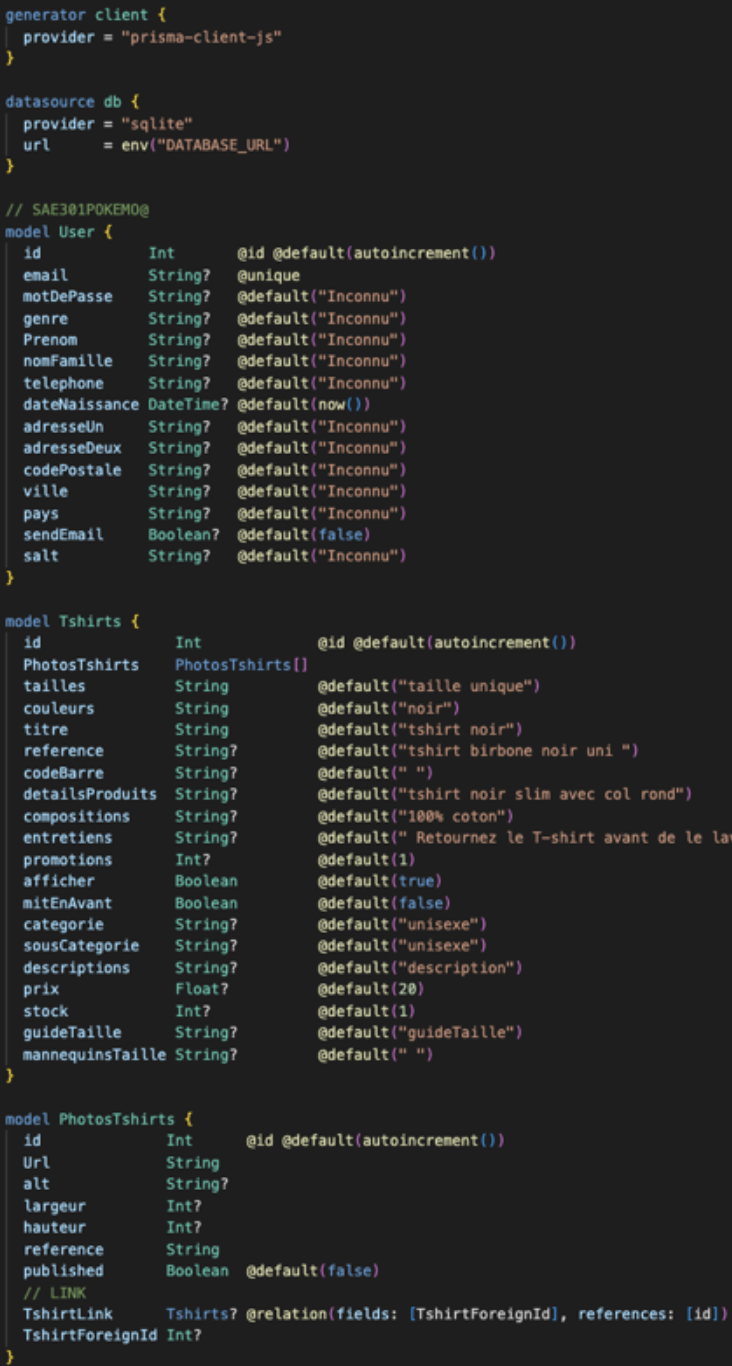 generator client {
  provider = "prisma-client-js"
}

datasource db {
  provider = "sqlite"
  url      = env("DATABASE_URL")
}

// SAE301POKEMO@
model User {
  id            Int       @id @default(autoincrement())
  email         String?   @unique
  motDePasse    String?   @default("Inconnu")
  genre         String?   @default("Inconnu")
  Prenom        String?   @default("Inconnu")
  nomFamille    String?   @default("Inconnu")
  telephone     String?   @default("Inconnu")
  dateNaissance DateTime? @default(now())
  adresseUn     String?   @default("Inconnu")
  adresseDeux   String?   @default("Inconnu")
  codePostale   String?   @default("Inconnu")
  ville         String?   @default("Inconnu")
  pays          String?   @default("Inconnu")
  sendEmail     Boolean?  @default(false)
  salt          String?   @default("Inconnu")
}

model Tshirts {
  id               Int             @id @default(autoincrement())
  PhotosTshirts    PhotosTshirts[]
  tailles          String          @default("taille unique")
  couleurs         String          @default("noir")
  titre            String          @default("tshirt noir")
  reference        String?         @default("tshirt birbone noir uni ")
  codeBarre        String?         @default(" ")
  detailsProduits  String?         @default("tshirt noir slim avec col rond")
  compositions     String?         @default("100% coton")
  entretiens       String?         @default(" Retournez le T-shirt avant de le la
  promotions       Int?            @default(1)
  afficher         Boolean         @default(true)
  mitEnAvant       Boolean         @default(false)
  categorie        String?         @default("unisexe")
  sousCategorie    String?         @default("unisexe")
  descriptions     String?         @default("description")
  prix             Float?          @default(20)
  stock            Int?            @default(1)
  guideTaille      String?         @default("guideTaille")
  mannequinsTaille String?         @default(" ")
}

model PhotosTshirts {
  id              Int      @id @default(autoincrement())
  Url             String
  alt             String?
  largeur         Int?
  hauteur         Int?
  reference       String
  published       Boolean  @default(false)
  // LINK
  TshirtLink      Tshirts? @relation(fields: [TshirtForeignId], references: [id])
  TshirtForeignId Int?
}